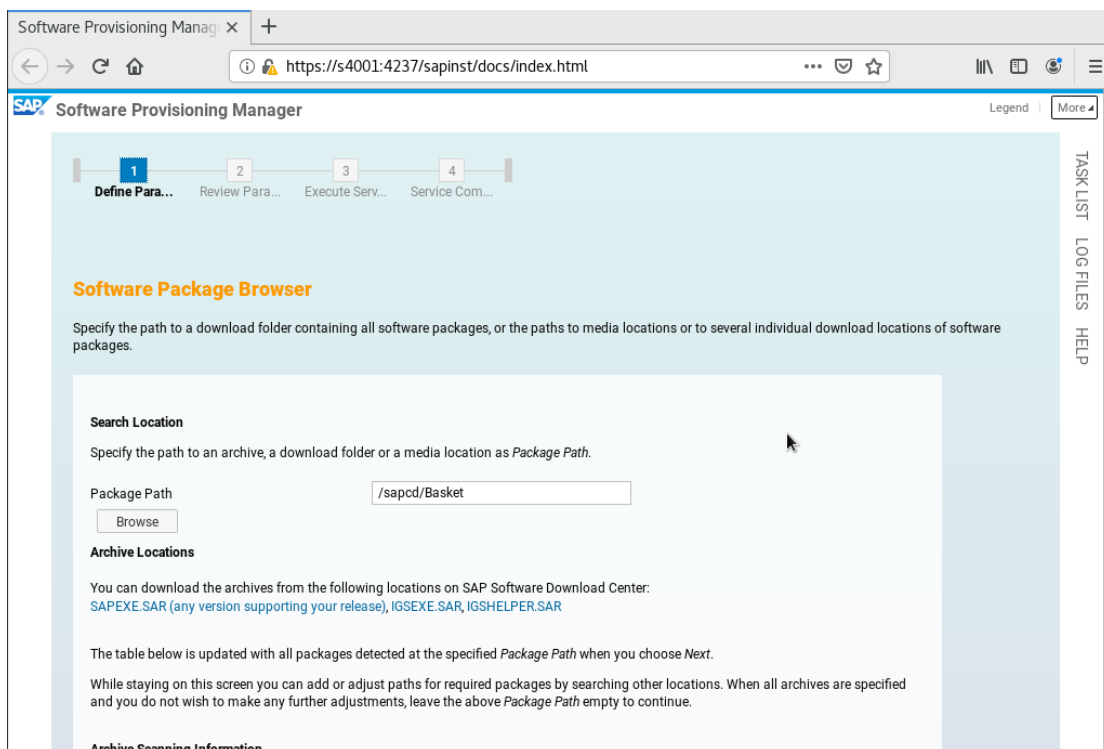 Software Provisioning Manag
https://s4001:4237/sapinst/docs/index.html
SAP Software Provisioning Manager
Legend
More
1
2
3
4
Define Para...
Review Para...
Execute Serv...
Service Com...
TASK LIST
LOG FILES
HELP
Software Package Browser
Specify the path to a download folder containing all software packages, or the paths to media locations or to several individual download locations of software
packages.
Search Location
Specify the path to an archive, a download folder or a media location as Package Path.
Package Path
/sapcd/Basket
Browse
Archive Locations
You can download the archives from the following locations on SAP Software Download Center:
SAPEXE.SAR (any version supporting your release), IGSEXE.SAR, IGSHELPER.SAR
The table below is updated with all packages detected at the specified Package Path when you choose Next.
While staying on this screen you can add or adjust paths for required packages by searching other locations. When all archives are specified
and you do not wish to make any further adjustments, leave the above Package Path empty to continue.
Archive Scanning Information